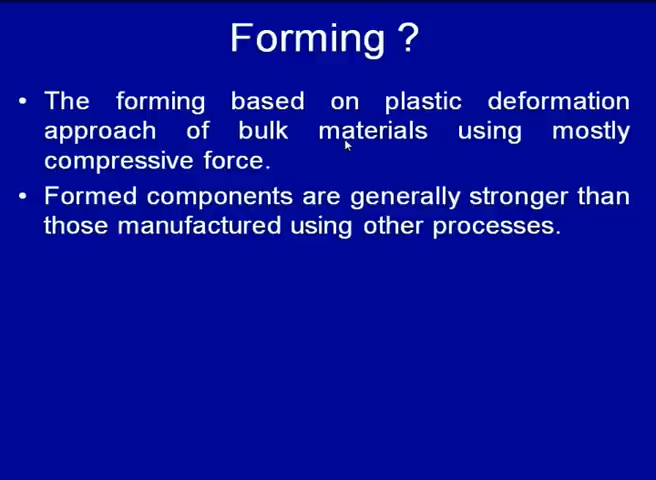 Forming ?
• The forming based on plastic deformation
approach of bulk materials using mostly
compressive force.
• Formed components are generally stronger than
those manufactured using other processes.